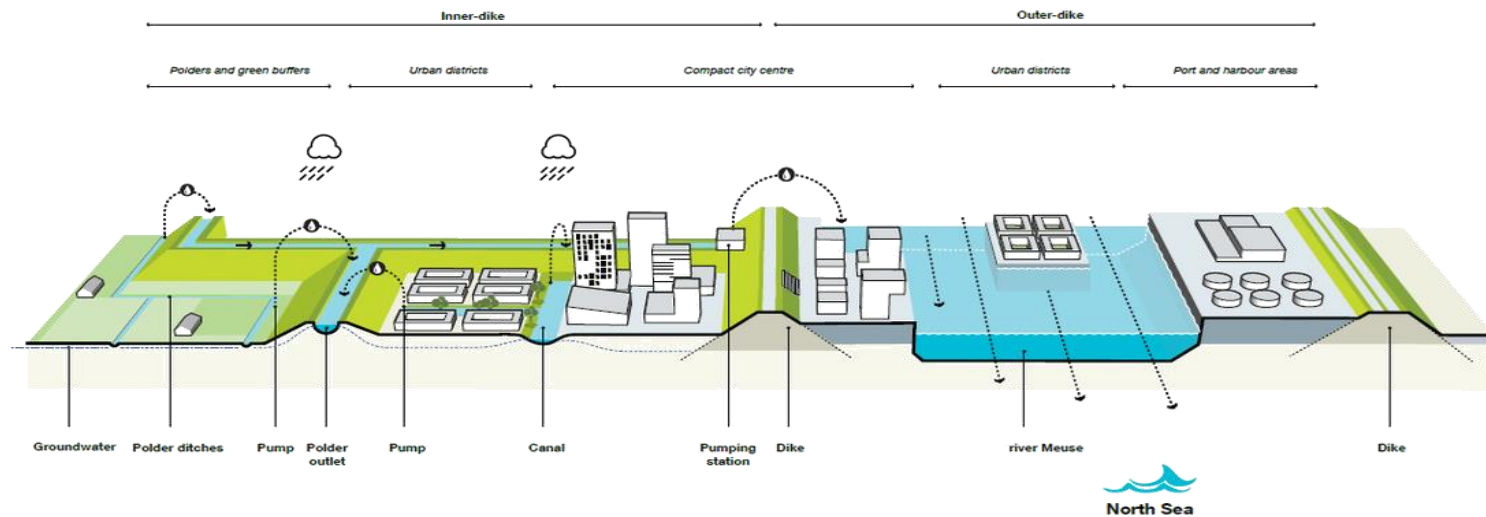 Inner-dike
Outer-dike
Polders and green buffers
Urban districts
Compact city centre
Urban districts
Port and harbour areas
Groundwater
Polder ditches
Pump
Polder
outlet
Pump
Canal
Pumping
station
Dike
river Meuse
Dike
North Sea